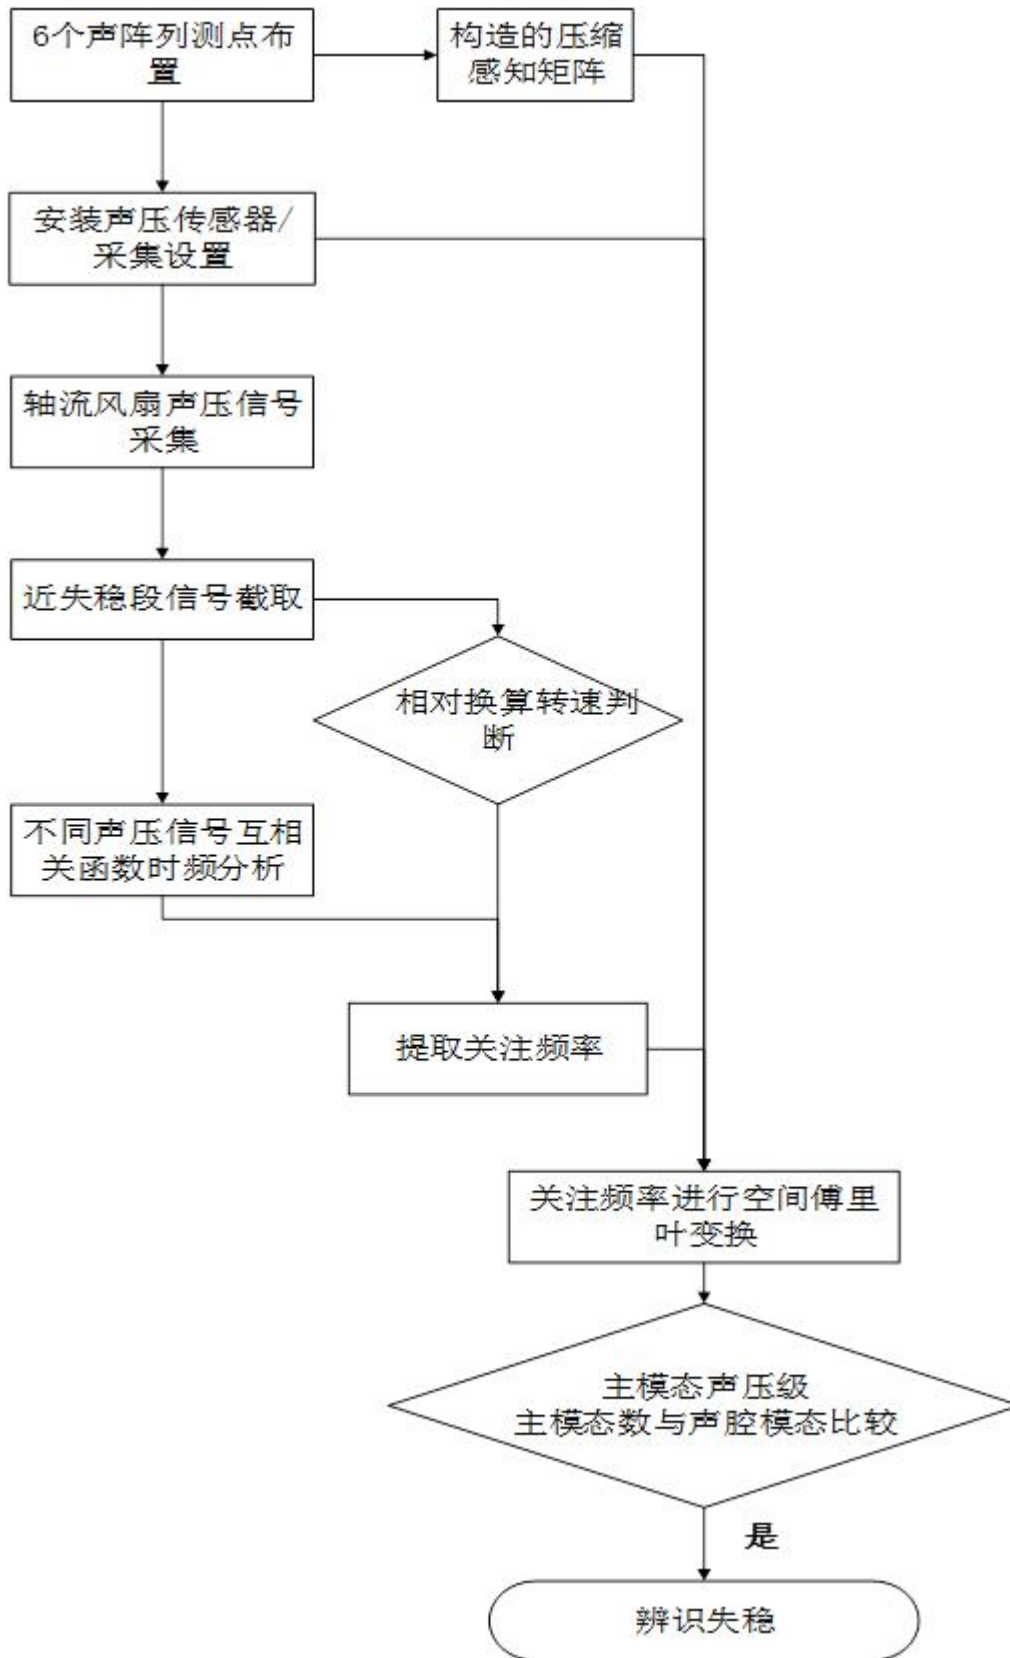 6个声阵列测点布
置
构造的压缩
感知矩阵
安装声压传感器/
采集设置
轴流风扇声压信号
采集
近失稳段信号截取
相对换算转速判
断
不同声压信号互相
关函数时频分析
提取关注频率
关注频率进行空间傅里
叶变换
主模态声压级
主模态数与声腔模态比较
是
辨识失稳